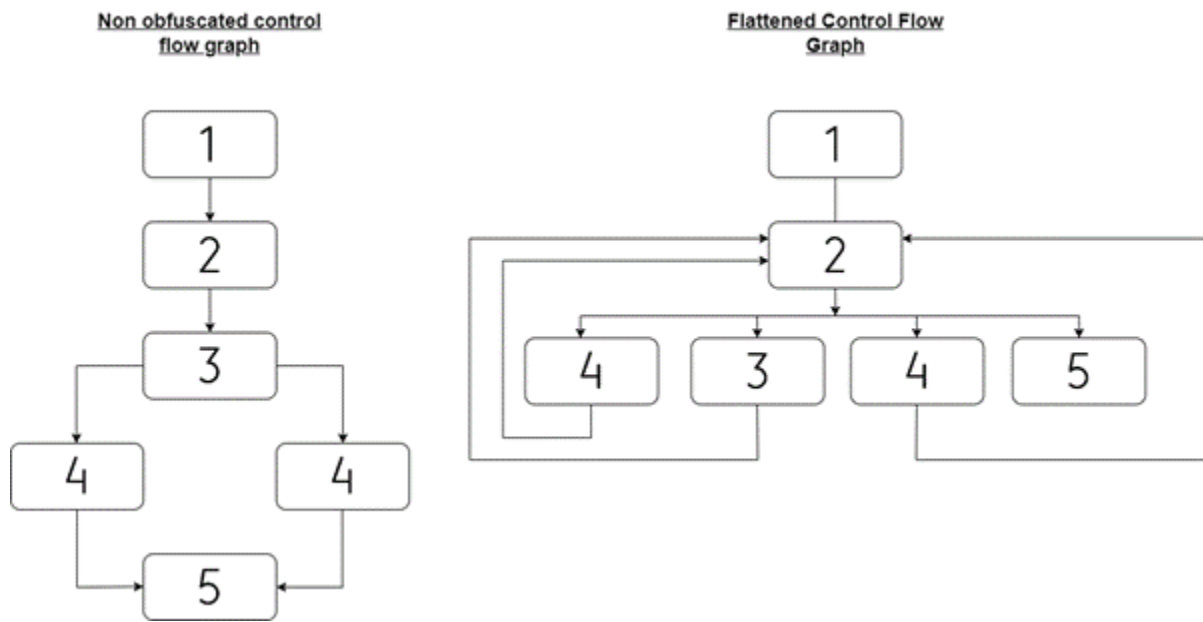 Non obfuscated control
flow graph
1
2
3
4 4
5
Flattened Control Flow
Graph
1
2
4 3 4 5